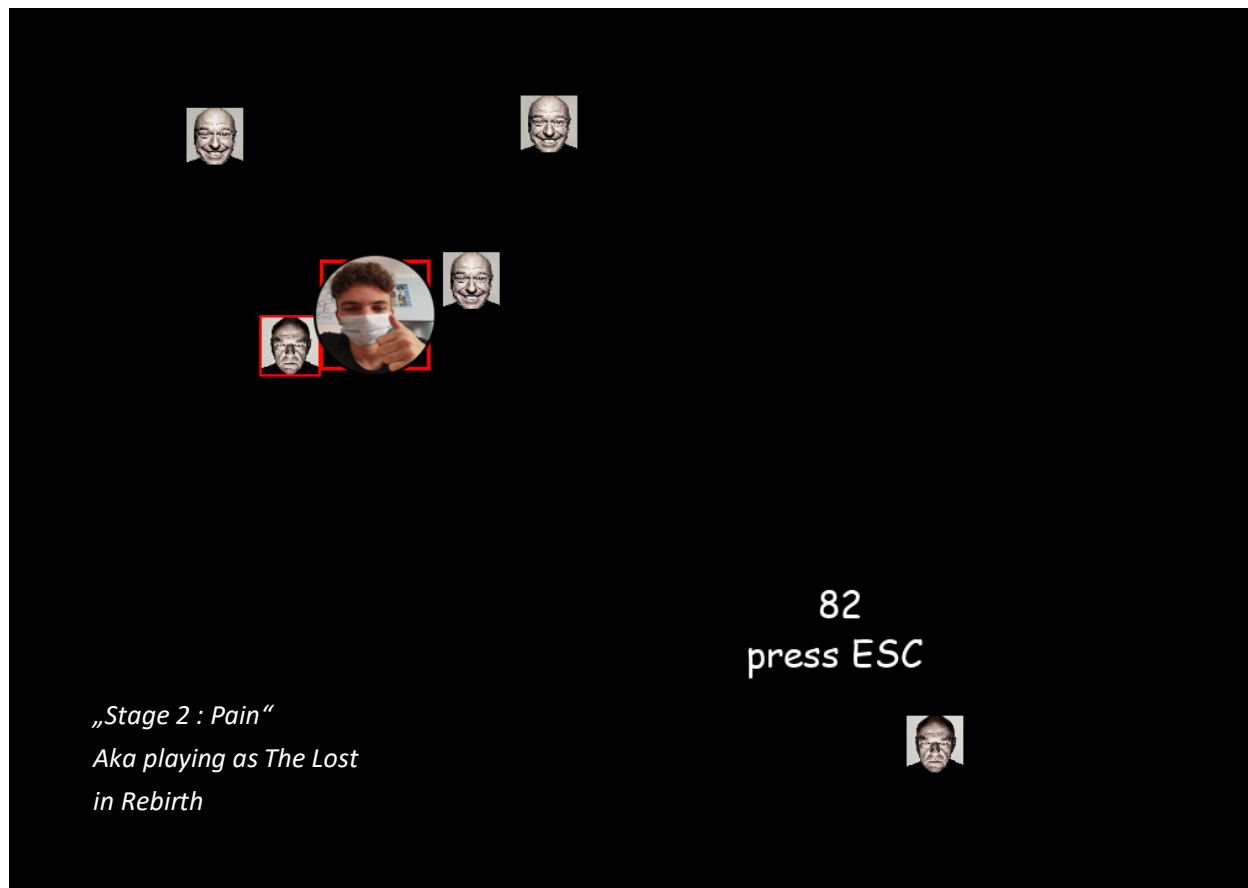 82
press ESC
„Stage 2 : Pain“
Aka playing as The Lost
in Rebirth